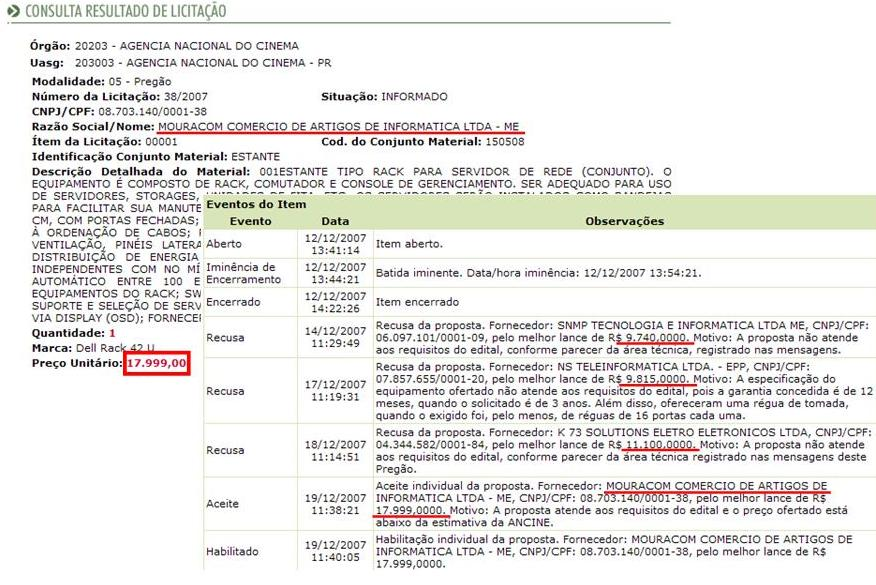 CONSULTA RESULTADO DE LICITAÇÃO
Órgão: 20203 - AGENCIA NACIONAL DO CINEMA
Uasg: 203003 - AGENCIA NACIONAL DO CINEMA - PR
Modalidade: 05 - Pregão
Número da Licitação: 38/2007 Situação: INFORMADO
CNPJ/CPF: 08.703.140/0001-38
Razão Social/Nome: MOURACOM COMERCIO DE ARTIGOS DE INFORMATICA LTDA - ME
Ítem da Licitação: 00001 Cod. do Conjunto Material: 150508
Identificação Conjunto Material: ESTANTE
Descrição Detalhada do Material: 001ESTANTE TIPO RACK PARA SERVIDOR DE REDE (CONJUNTO). O
EQUIPAMENTO É COMPOSTO DE RACK, COMUTADOR E CONSOLE DE GERENCIAMENTO. SER ADEQUADO PARA USO
DE SERVIDORES, STORAGES,
PARA FACILITAR SUA MANUTE
CM, COM PORTAS FECHADAS;
À ORDENAÇÃO DE CABOS;
VENTILAÇÃO, PINÉIS LATERA
DISTRIBUIÇÃO DE ENERGIA
INDEPENDENTES COM NO MÍ
AUTOMÁTICO ENTRE 100 E
EQUIPAMENTOS DO RACK; SW
SUPORTE E SELEÇÃO DE SERV
VIA DISPLAY (OSD); FORNECE
Quantidade: 1
Marca: Dell Rack 42 U
Preço Unitário: 17.999,00
Eventos do Item
Evento Data Observações
Aberto 12/12/2007 13:41:14 Item aberto.
Iminência de
Encerramento 12/12/2007 13:44:21 Batida iminente. Data/hora iminência: 12/12/2007 13:54:21.
Encerrado 12/12/2007 14:22:26 Item encerrado
Recusa 14/12/2007 11:29:49 Recusa da proposta. Fornecedor: SNMP TECNOLOGIA E INFORMATICA LTDA ME, CNPJ/CPF:
06.097.101/0001-09, pelo melhor lance de R$ 9.740,0000. Motivo: A proposta não atende
aos requisitos do edital, conforme parecer da área técnica, registrado nas mensagens.
Recusa 17/12/2007 11:19:31 Recusa da proposta. Fornecedor: NS TELEINFORMATICA LTDA. - EPP, CNPJ/CPF:
07.857.655/0001-20, pelo melhor lance de R$ 9.815,0000. Motivo: A especificação do
equipamento ofertado não atende aos requisitos do edital, pois a garantia concedida é de 12
meses, quando o solicitado é de 3 anos. Além disso, ofereceram uma régua de tomada,
quando o exigido foi, pelo menos, de réguas de 16 portas cada uma.
Recusa 18/12/2007 11:14:51 Recusa da proposta. Fornecedor: K 73 SOLUTIONS ELETRO ELETRONICOS LTDA, CNPJ/CPF:
04.344.582/0001-84, pelo melhor lance de R$ 11.100,0000. Motivo: A proposta não atende
aos requisitos do edital, conforme parecer da área técnica registrado nas mensagens deste
Pregão.
Aceite 19/12/2007 11:38:21 Aceite individual da proposta. Fornecedor: MOURACOM COMERCIO DE ARTIGOS DE
INFORMATICA LTDA - ME, CNPJ/CPF: 08.703.140/0001-38, pelo melhor lance de R$
17.999,0000. Motivo: A proposta atende aos requisitos do edital e o preço ofertado está
abaixo da estimativa da ANCINE.
Habilitado 19/12/2007 11:40:05 Habilitação individual da proposta. Fornecedor: MOURACOM COMERCIO DE ARTIGOS DE
INFORMATICA LTDA - ME, CNPJ/CPF: 08.703.140/0001-38, pelo melhor lance de R$
17.999,0000.